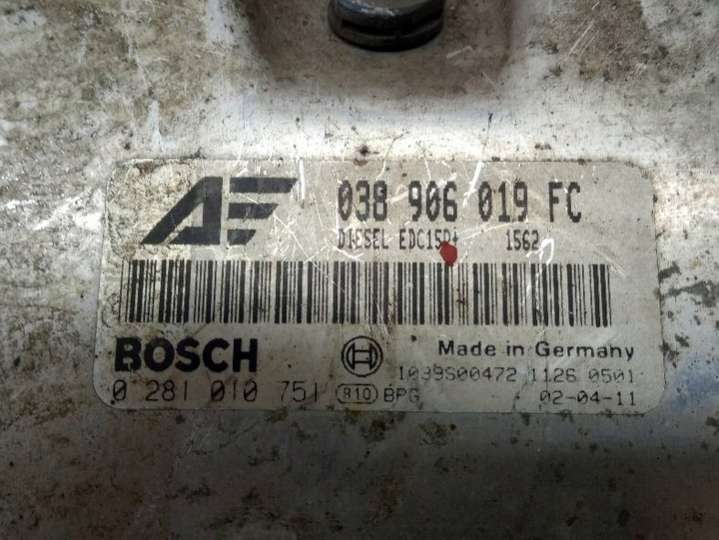 AF 038 906 019 FC
DIESEL EDC15P+ 1562
BOSCH Made in Germany
1039S00472 1126 0501
0 281 010 751 810 BPG 02-04-11